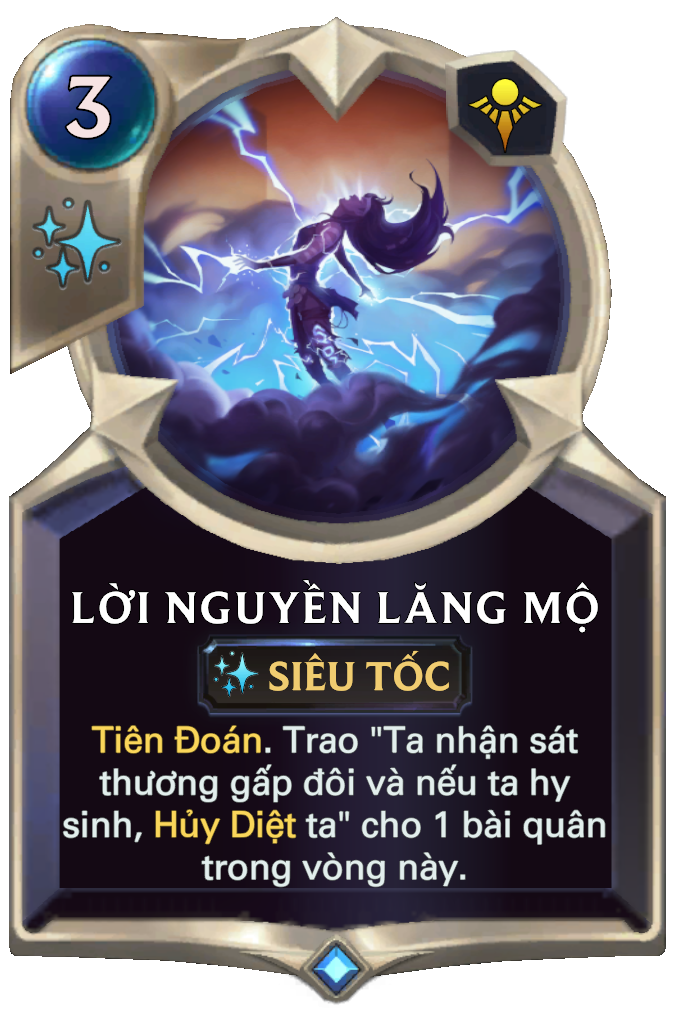 3
LỜI NGUYỀN LĂNG MỘ
SIÊU TỐC
Tiên Đoán. Trao "Ta nhận sát
thương gấp đôi và nếu ta hy
sinh, Hủy Diệt ta" cho 1 bài quân
trong vòng này.